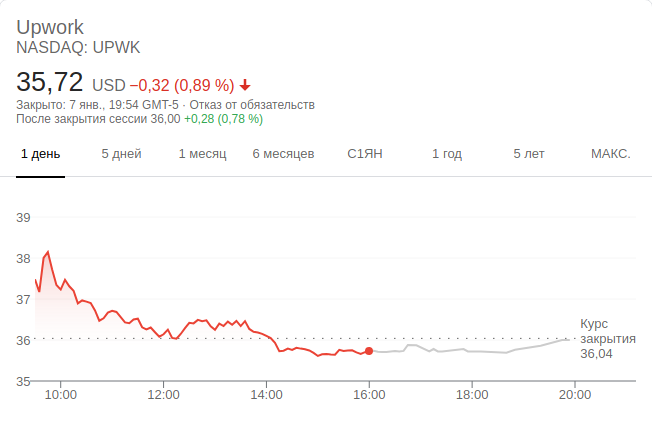 Upwork
NASDAQ: UPWK
35,72 USD −0,32 (0,89 %)
Закрыто: 7 янв., 19:54 GMT-5 · Отказ от обязательств
После закрытия сессии 36,00 +0,28 (0,78 %)
1 день 5 дней 1 месяц 6 месяцев С1ЯН 1 год 5 лет МАКС.
39
38
37
36
35
Курс
закрытия
36,04
10:00 12:00 14:00 16:00 18:00 20:00